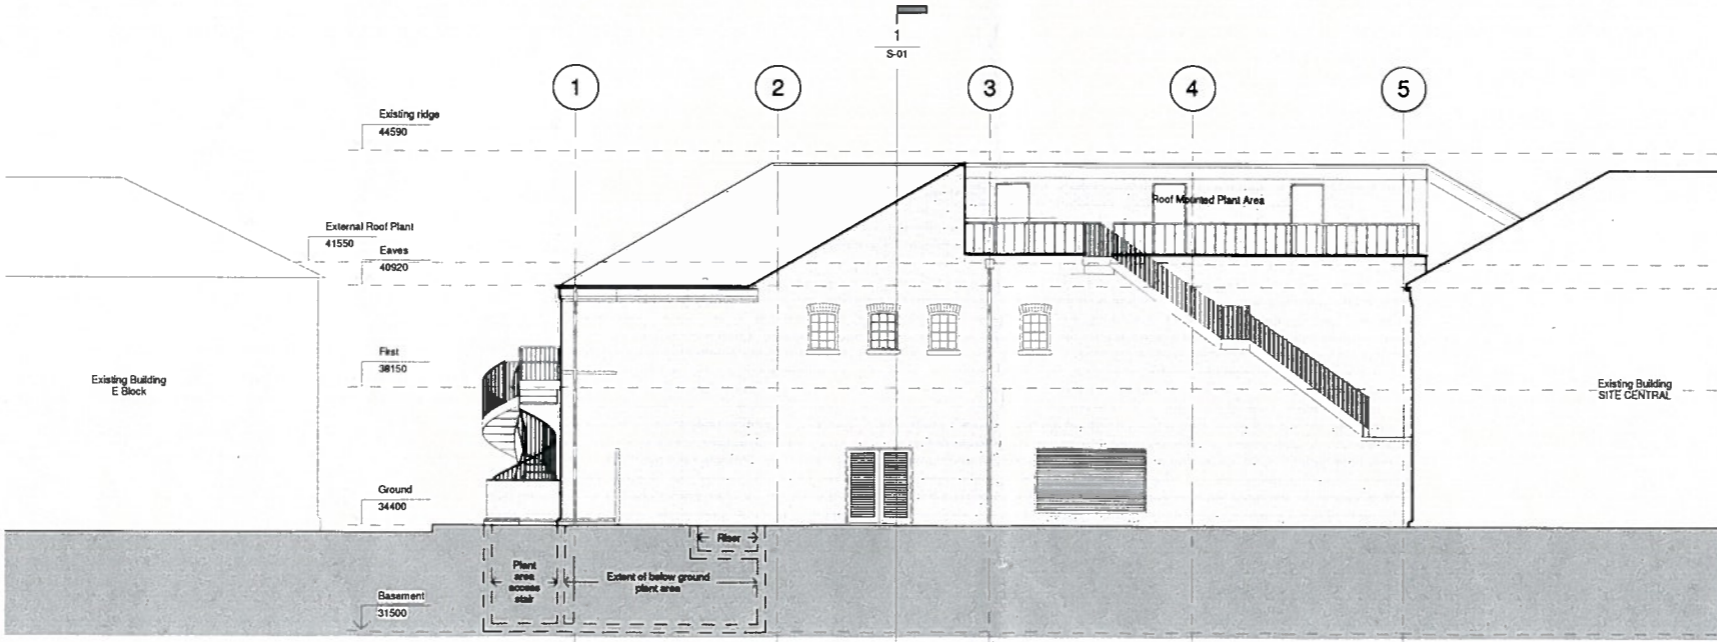 1
S-01
1
2
3
4
5
Existing ridge
44590
External Roof Plant
41550
Eaves
40920
Roof Mounted Plant Area
First
38150
Existing Building
E Block
Existing Building
SITE CENTRAL
Ground
34400
Riser
Plant
area
access
stair
Extent of below ground
plant area
Basement
31500